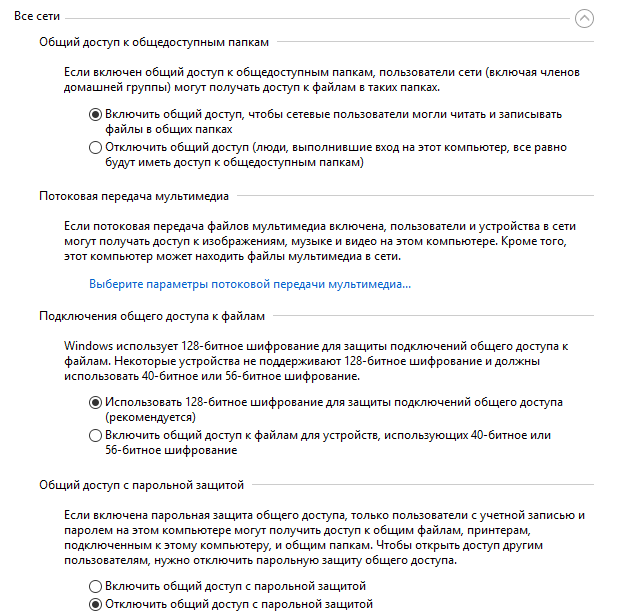 Все сети
Общий доступ к общедоступным папкам
Если включен общий доступ к общедоступным папкам, пользователи сети (включая членов
домашней группы) могут получать доступ к файлам в таких папках.
Включить общий доступ, чтобы сетевые пользователи могли читать и записывать
файлы в общих папках
Отключить общий доступ (люди, выполнившие вход на этот компьютер, все равно
будут иметь доступ к общедоступным папкам)
Потоковая передача мультимедиа
Если потоковая передача файлов мультимедиа включена, пользователи и устройства в сети
могут получать доступ к изображениям, музыке и видео на этом компьютере. Кроме того,
этот компьютер может находить файлы мультимедиа в сети.
Выберите параметры потоковой передачи мультимедиа...
Подключения общего доступа к файлам
Windows использует 128-битное шифрование для защиты подключений общего доступа к
файлам. Некоторые устройства не поддерживают 128-битное шифрование и должны
использовать 40-битное или 56-битное шифрование.
Использовать 128-битное шифрование для защиты подключений общего доступа
(рекомендуется)
Включить общий доступ к файлам для устройств, использующих 40-битное или
56-битное шифрование
Общий доступ с парольной защитой
Если включена парольная защита общего доступа, только пользователи с учетной записью и
паролем на этом компьютере могут получить доступ к общим файлам, принтерам,
подключенным к этому компьютеру, и общим папкам. Чтобы открыть доступ другим
пользователям, нужно отключить парольную защиту общего доступа.
Включить общий доступ с парольной защитой
Отключить общий доступ с парольной защитой